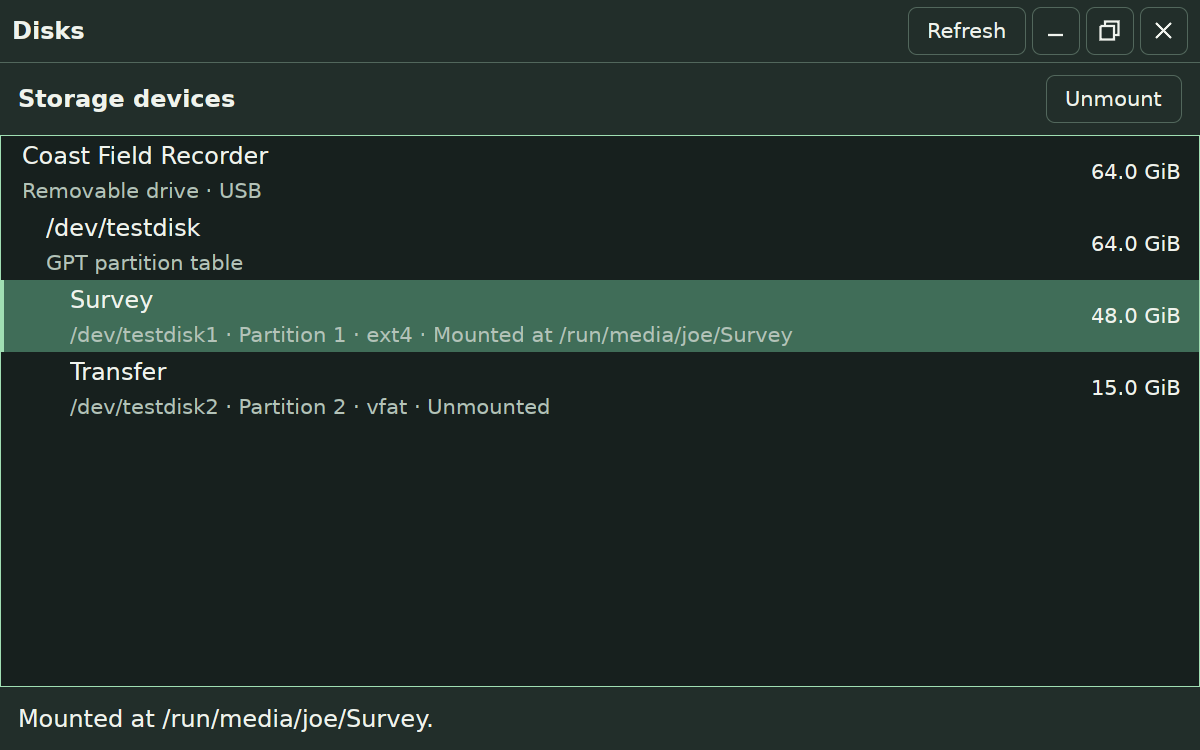 Disks
Refresh
Storage devices
Unmount
Coast Field Recorder
Removable drive · USB
64.0 GiB
/dev/testdisk
GPT partition table
64.0 GiB
Survey
/dev/testdisk1 · Partition 1 · ext4 · Mounted at /run/media/joe/Survey
48.0 GiB
Transfer
/dev/testdisk2 · Partition 2 · vfat · Unmounted
15.0 GiB
Mounted at /run/media/joe/Survey.